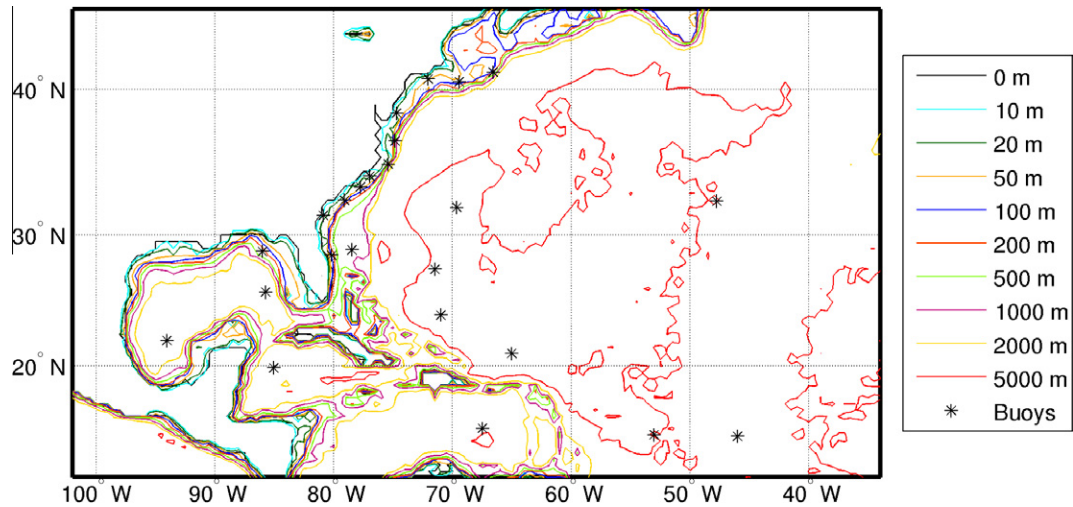 40° N
30° N
20° N
100° W
90° W
80° W
70° W
60° W
50° W
40° W
0 m
10 m
20 m
50 m
100 m
200 m
500 m
1000 m
2000 m
5000 m
Buoys